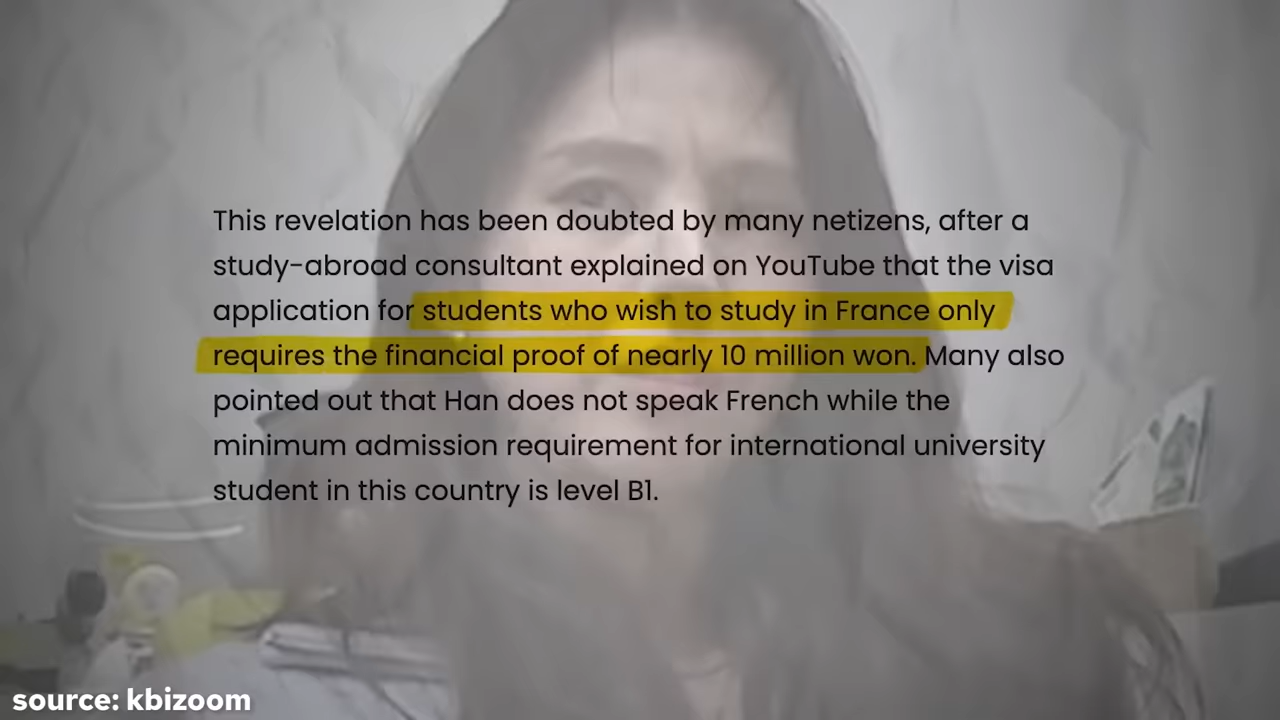 This revelation has been doubted by many netizens, after a
study-abroad consultant explained on YouTube that the visa
application for students who wish to study in France only
requires the financial proof of nearly 10 million won. Many also
pointed out that Han does not speak French while the
minimum admission requirement for international university
student in this country is level B1.
source: kbizoom